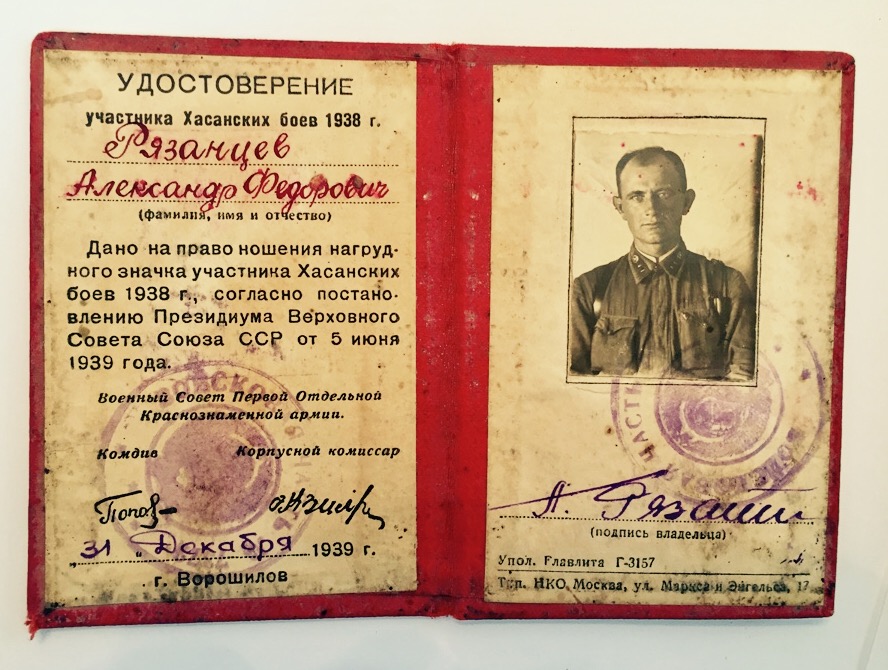 УДОСТОВЕРЕНИЕ
участника Хасанских боев 1938 г.
Рязанцев
Александр Федорович
(фамилия, имя и отчество)
Дано на право ношения нагруд-
ного значка участника Хасанских
боев 1938 г., согласно постано-
влению Президиума Верховного
Совета Союза ССР от 5 июня
1939 года.
Военный Совет Первой Отдельной
Краснознаменной армии.
Комдив Корпусной комиссар
Попов
31 " Декабря 1939 г.
г. Ворошилов
А. Рязан
(подпись владельца)
Упол. Главлита Г-3157
Тип. НКО, Москва, ул. Маркса и Энгельса, 17